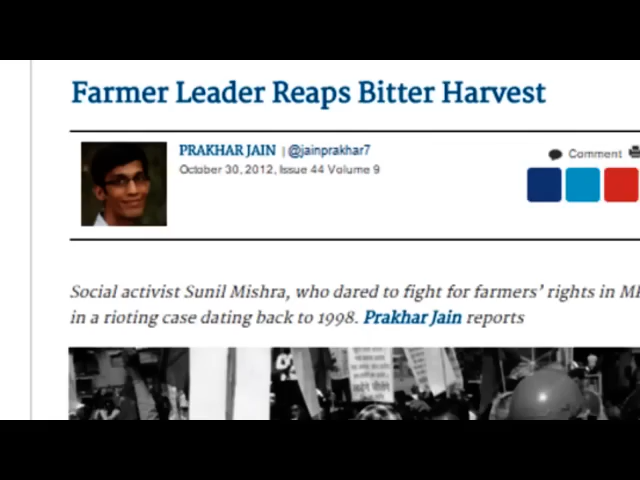 Farmer Leader Reaps Bitter Harvest
PRAKHAR JAIN | @jainprakhar7
October 30, 2012, Issue 44 Volume 9
Comment
Social activist Sunil Mishra, who dared to fight for farmers' rights in MP
in a rioting case dating back to 1998. Prakhar Jain reports